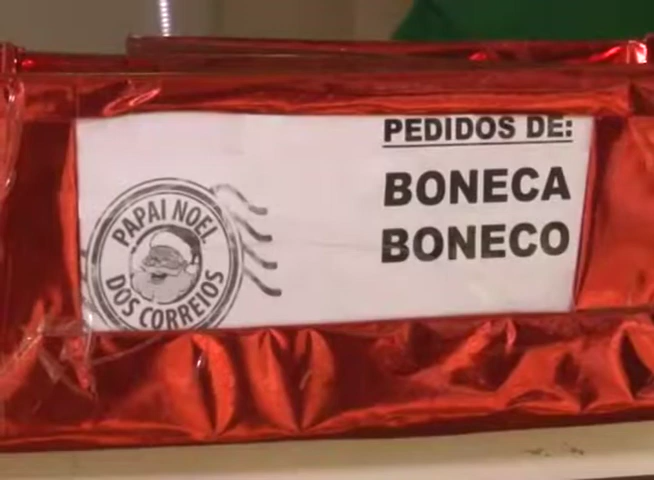 PEDIDOS DE:
BONECA
BONECO
PAPAI NOEL
DOS CORREIOS